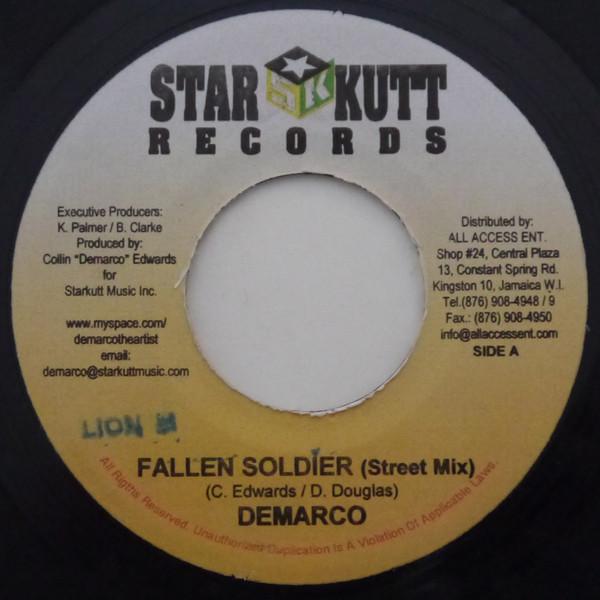 STAR SK KUTT
RECORDS
Executive Producers:
K. Palmer / B. Clarke
Produced by:
Collin "Demarco" Edwards
for
Starkutt Music Inc.
www.myspace.com/
demarcotheartist
email:
demarco@starkuttmusic.com
Distributed by:
ALL ACCESS ENT.
Shop #24, Central Plaza
13, Constant Spring Rd.
Kingston 10, Jamaica W.I.
Tel.(876) 908-4948 / 9
Fax.: (876) 908-4950
info@allaccessent.com
SIDE A
LION
FALLEN SOLDIER (Street Mix)
(C. Edwards / D. Douglas)
DEMARCO
All Rigths Reserved. Unauthorized Duplication Is A Violation Of Applicable Laws.